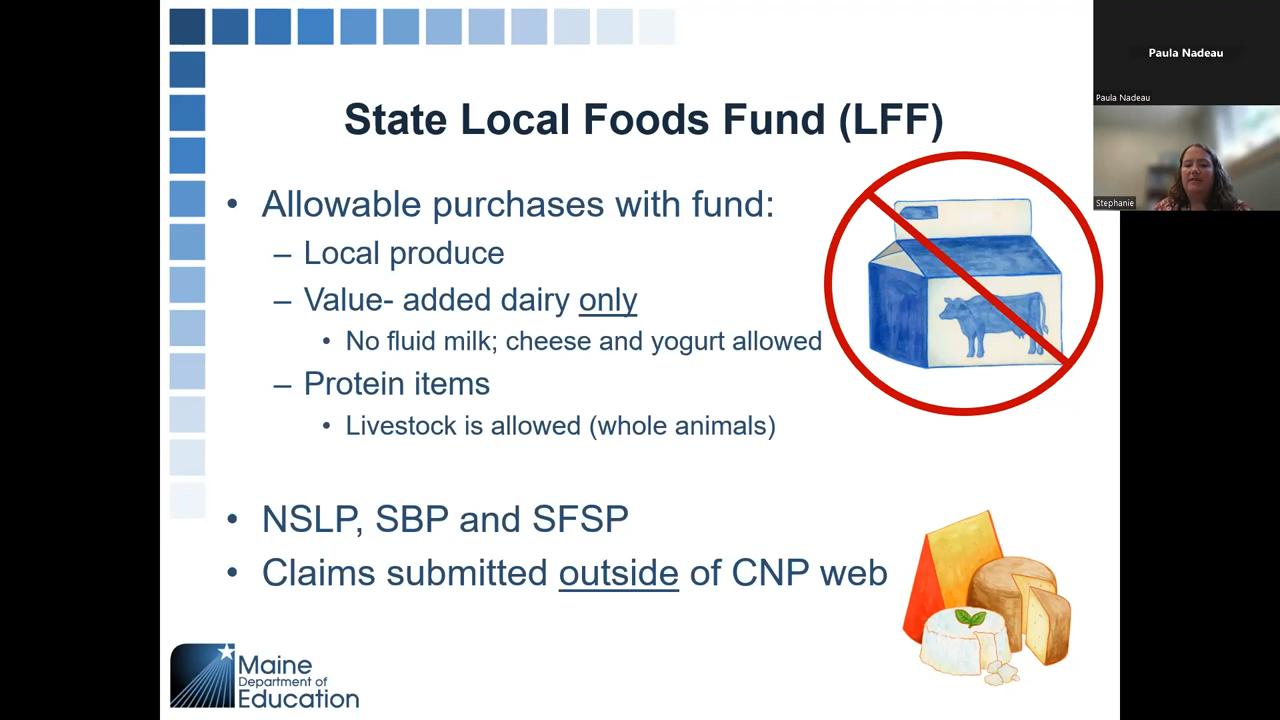 State Local Foods Fund (LFF)
• Allowable purchases with fund:
– Local produce
– Value- added dairy only
• No fluid milk; cheese and yogurt allowed
– Protein items
• Livestock is allowed (whole animals)
• NSLP, SBP and SFSP
• Claims submitted outside of CNP web
Maine
Department of
Education
Paula Nadeau
Paula Nadeau
Stephanie